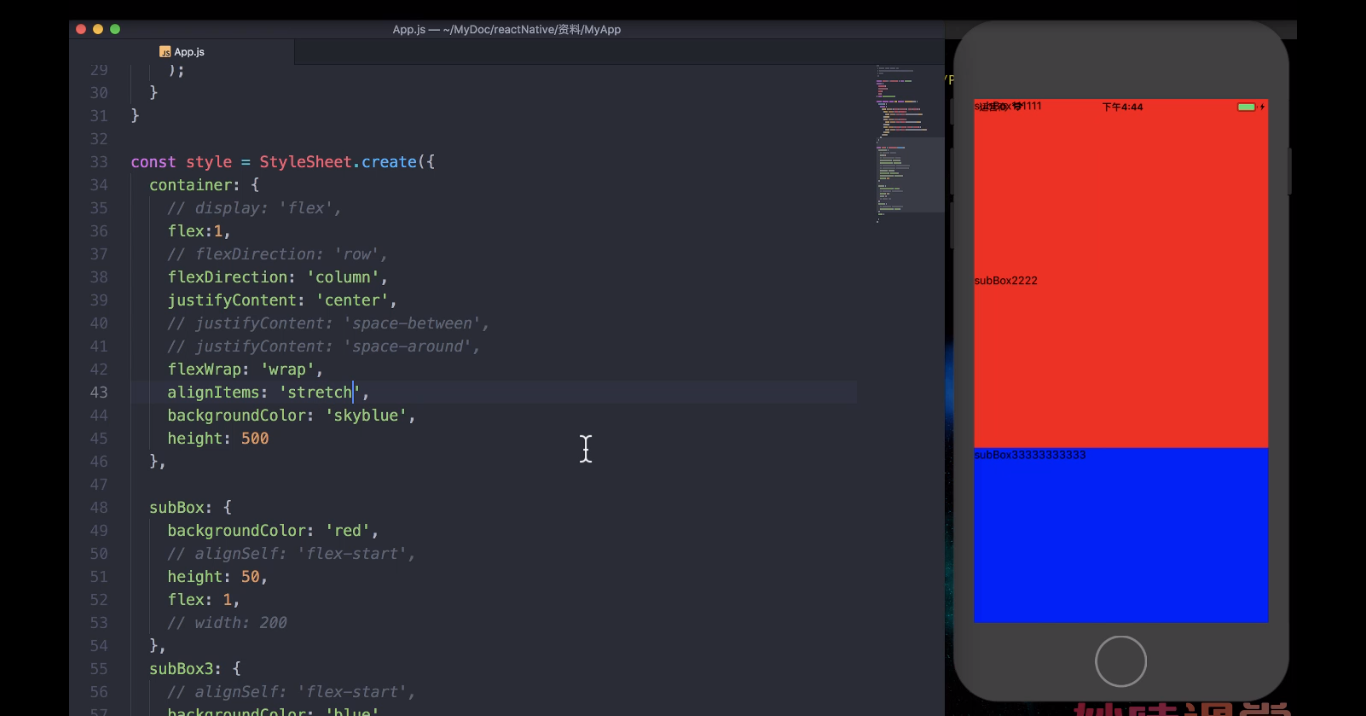 App.js — ~/MyDoc/reactNative/资料/MyApp
App.js
29 );
30 }
31 }
32
33 const style = StyleSheet.create({
34 container: {
35 // display: 'flex',
36 flex:1,
37 // flexDirection: 'row',
38 flexDirection: 'column',
39 justifyContent: 'center',
40 // justifyContent: 'space-between',
41 // justifyContent: 'space-around',
42 flexWrap: 'wrap',
43 alignItems: 'stretch',
44 backgroundColor: 'skyblue',
45 height: 500
46 },
47
48 subBox: {
49 backgroundColor: 'red',
50 // alignSelf: 'flex-start',
51 height: 50,
52 flex: 1,
53 // width: 200
54 },
55 subBox3: {
56 // alignSelf: 'flex-start',
57 backgroundColor: 'blue',
下午4:44
subBox2222
subBox33333333333